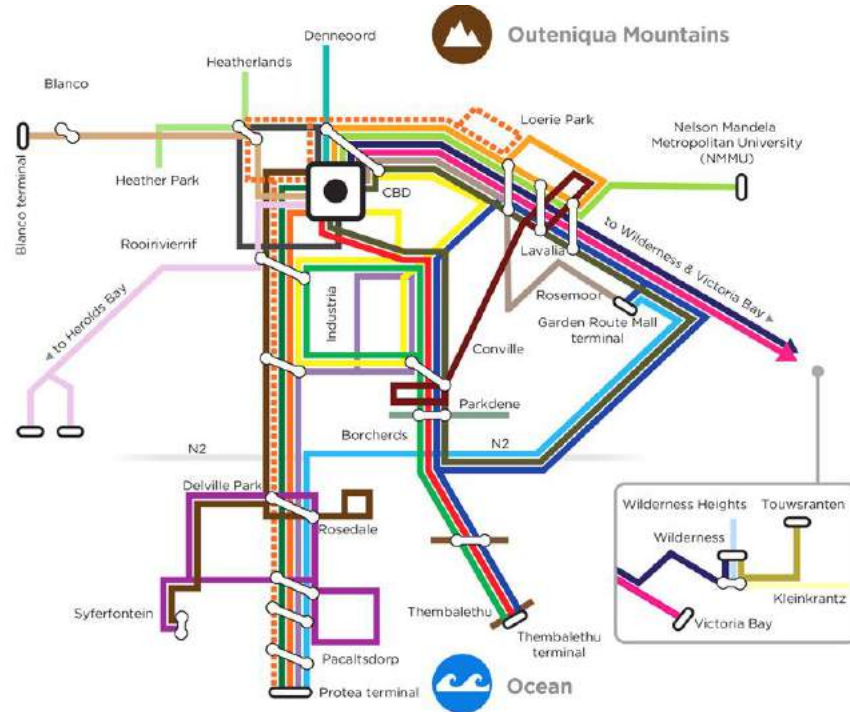 Outeniqua Mountains
Denneoord
Heatherlands
Blanco
Loerie Park
Nelson Mandela
Metropolitan University
(NMMU)
Blanco terminal
Heather Park
CBD
Rooirivierrif
to Wilderness & Victoria Bay
Lavalia
to Herolds Bay
Industria
Rosemoor
Garden Route Mall
terminal
Conville
Parkdene
Borcherds
N2
N2
Delville Park
Rosedale
Wilderness Heights
Touwsranten
Wilderness
Syferfontein
Thembalethu
Kleinkrantz
Thembalethu
terminal
Victoria Bay
Pacaltsdorp
Protea terminal
Ocean